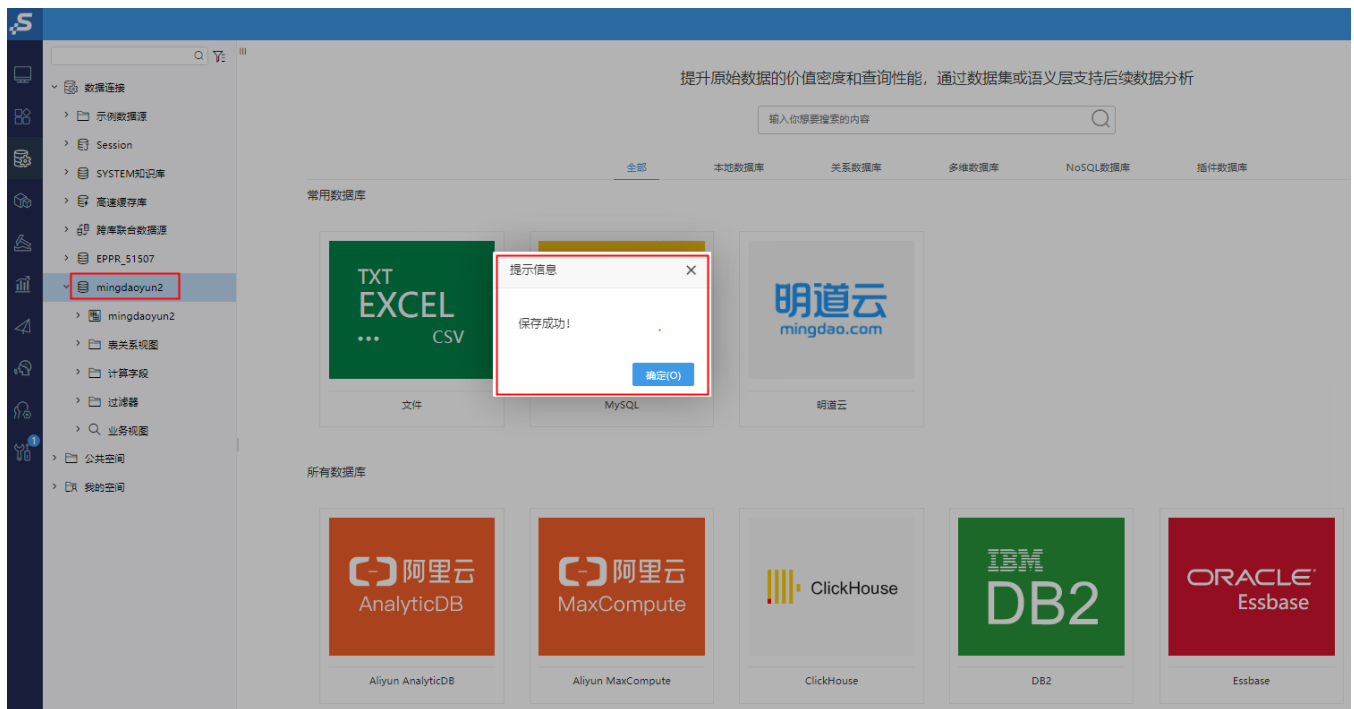 S
数据连接
示例数据源
Session
SYSTEM知识库
高速缓存库
跨库联合数据源
EPPR_51507
mingdaoyun2
mingdaoyun2
表关系视图
计算字段
过滤器
业务视图
公共空间
我的空间
1
提升原始数据的价值密度和查询性能，通过数据集或语义层支持后续数据分析
输入你想要搜索的内容
全部 本地数据库 关系数据库 多维数据库 NoSQL数据库 插件数据库
常用数据库
TXT
EXCEL
••• CSV
文件
MySQL
明道云
mingdao.com
明道云
提示信息
保存成功!
确定(O)
所有数据库
阿里云
AnalyticDB
Aliyun AnalyticDB
阿里云
MaxCompute
Aliyun MaxCompute
ClickHouse
ClickHouse
IBM
DB2
DB2
ORACLE
Essbase
Essbase